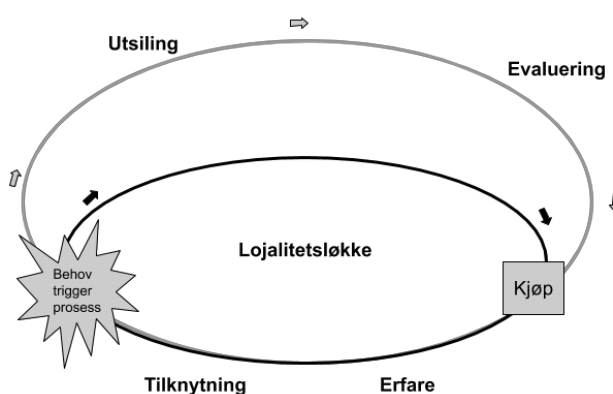 Utsiling
Evaluering
Lojalitetsløkke
Behov
trigger
prosess
Kjøp
Tilknytning
Erfare